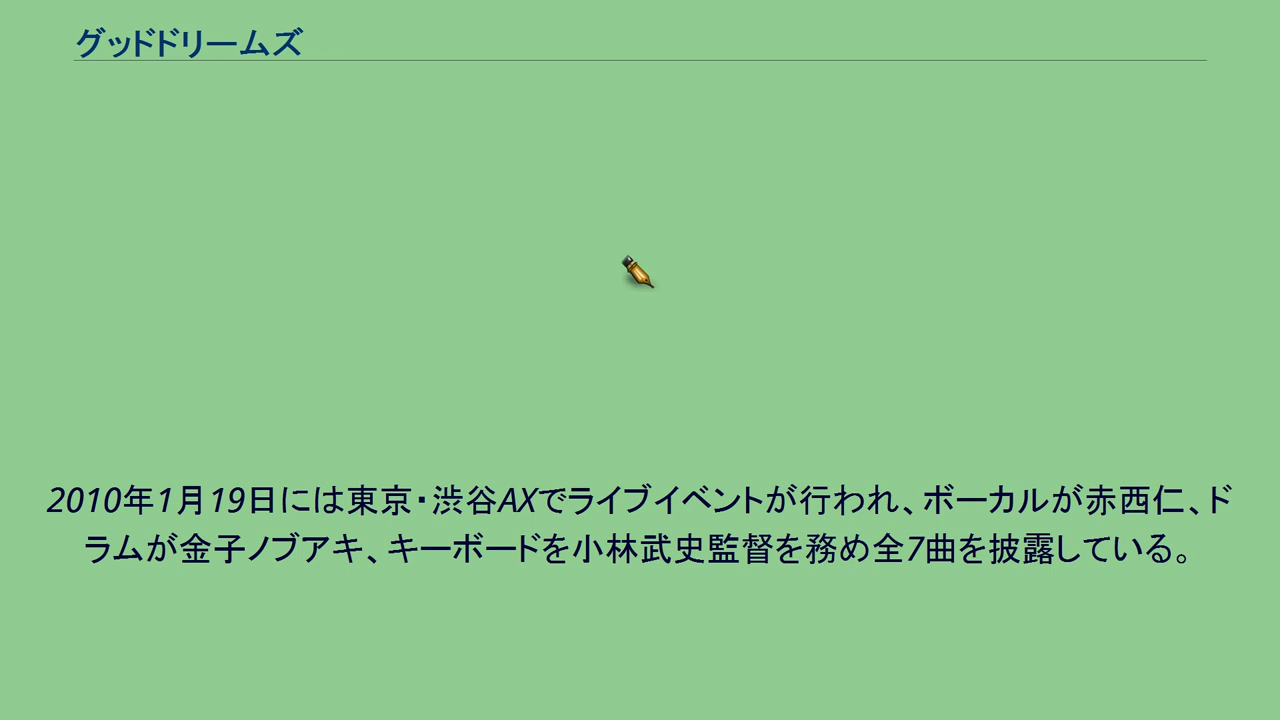 グッドドリームズ
2010年1月19日には東京・渋谷AXでライブイベントが行われ、ボーカルが赤西仁、ド
ラムが金子ノブアキ、キーボードを小林武史監督を務め全7曲を披露している。